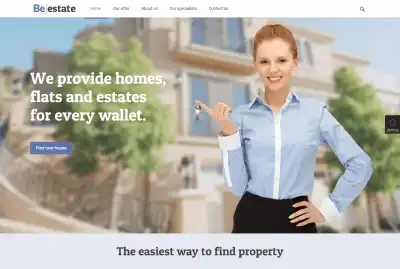 Be|estate
Home Our offer About us Our specialists Contact us
We provide homes,
flats and estates
for every wallet.
Find new house
demos
The easiest way to find property